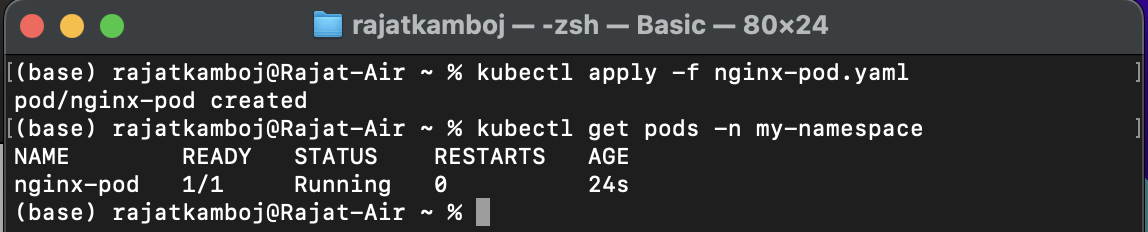 rajatkamboj — -zsh — Basic — 80×24
[(base) rajatkamboj@Rajat-Air ~ % kubectl apply -f nginx-pod.yaml ]
pod/nginx-pod created
[(base) rajatkamboj@Rajat-Air ~ % kubectl get pods -n my-namespace ]
NAME READY STATUS RESTARTS AGE
nginx-pod 1/1 Running 0 24s
(base) rajatkamboj@Rajat-Air ~ %